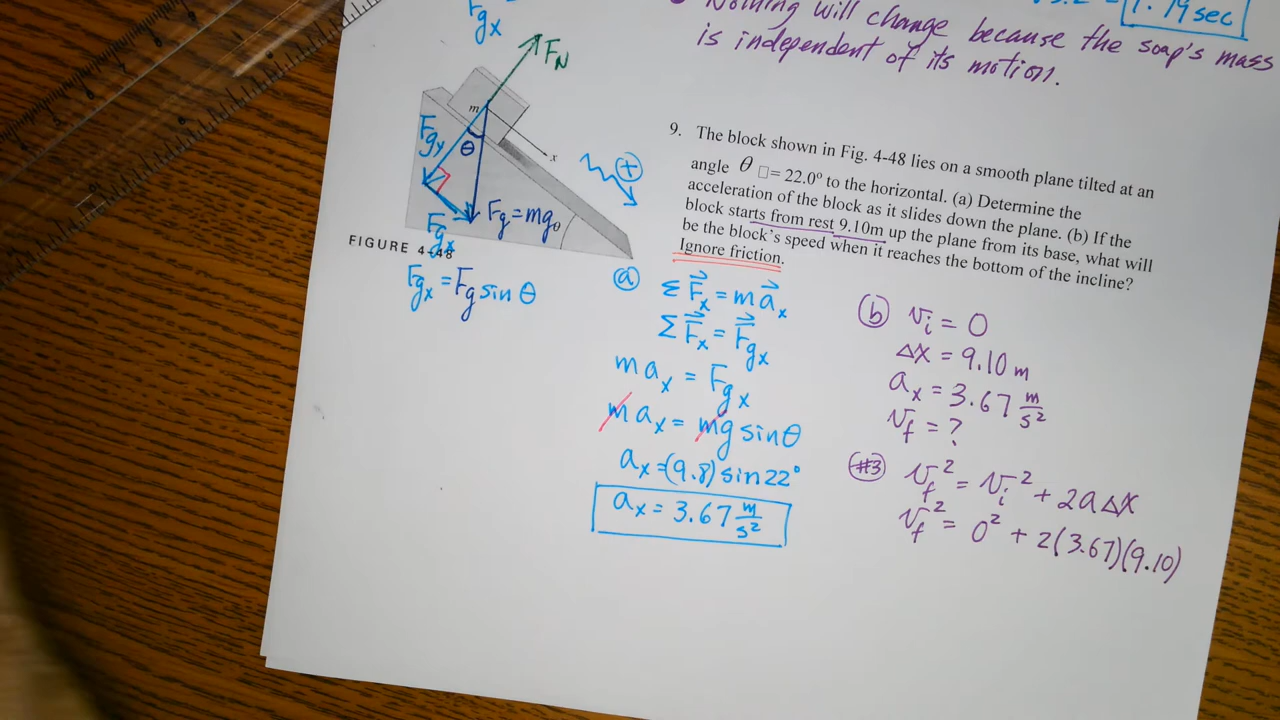 Fgx
1.79 sec
Nothing will change because the soap's mass
is independent of its motion.
FN
m
θ
x
+
Fgy
Fg = mg
θ
Fgx
FIGURE 4-48
Fgx = Fg sin θ
9. The block shown in Fig. 4-48 lies on a smooth plane tilted at an
angle θ □= 22.0° to the horizontal. (a) Determine the
acceleration of the block as it slides down the plane. (b) If the
block starts from rest 9.10m up the plane from its base, what will
be the block's speed when it reaches the bottom of the incline?
Ignore friction.
(a) ΣF⃗x = ma⃗x
ΣF⃗x = F⃗gx
max = Fgx
max = mg sinθ
ax = (9.8) sin 22°
ax = 3.67 m/s²
(b) vi = 0
Δx = 9.10 m
ax = 3.67 m/s²
vf = ?
(#3) vf² = vi² + 2aΔx
vf² = 0² + 2(3.67)(9.10)